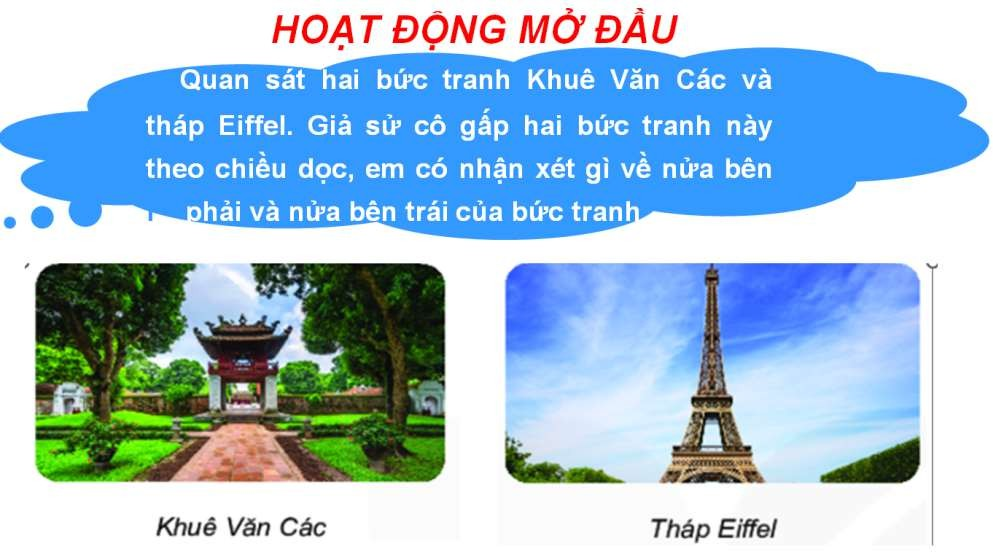 HOẠT ĐỘNG MỞ ĐẦU
Quan sát hai bức tranh Khuê Văn Các và
tháp Eiffel. Giả sử cô gấp hai bức tranh này
theo chiều dọc, em có nhận xét gì về nửa bên
phải và nửa bên trái của bức tranh
Khuê Văn Các
Tháp Eiffel